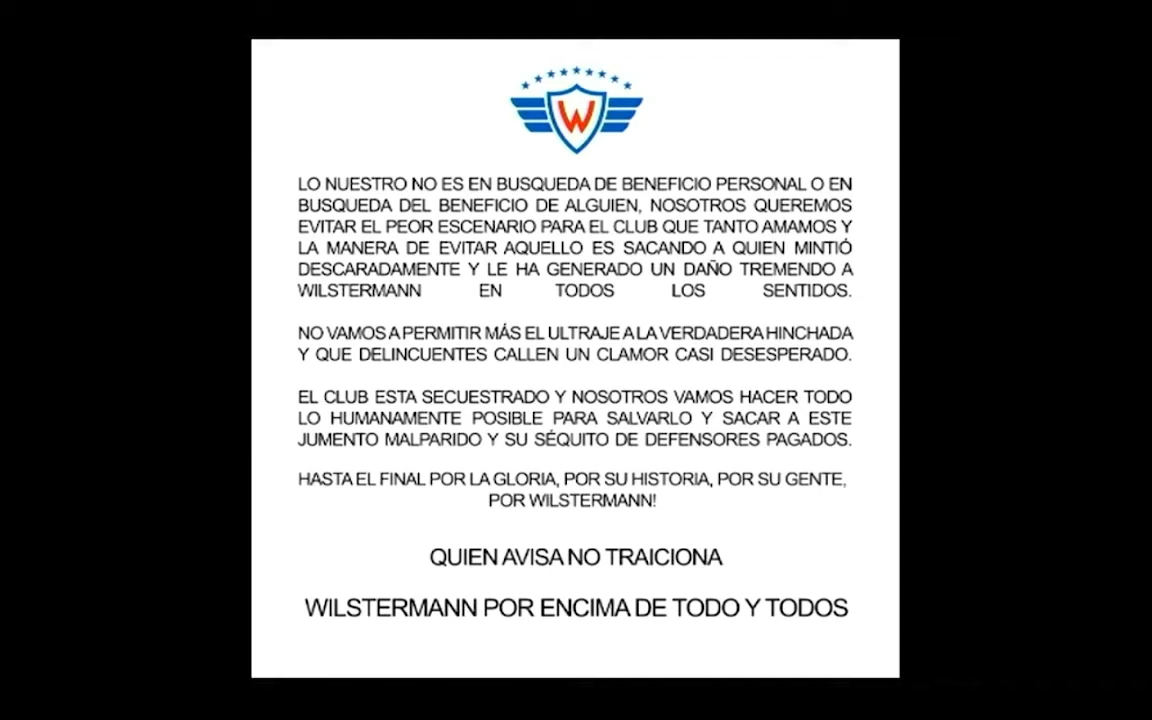 W
LO NUESTRO NO ES EN BUSQUEDA DE BENEFICIO PERSONAL O EN
BUSQUEDA DEL BENEFICIO DE ALGUIEN, NOSOTROS QUEREMOS
EVITAR EL PEOR ESCENARIO PARA EL CLUB QUE TANTO AMAMOS Y
LA MANERA DE EVITAR AQUELLO ES SACANDO A QUIEN MINTIÓ
DESCARADAMENTE Y LE HA GENERADO UN DAÑO TREMENDO A
WILSTERMANN EN TODOS LOS SENTIDOS.
NO VAMOS A PERMITIR MÁS EL ULTRAJE A LA VERDADERA HINCHADA
Y QUE DELINCUENTES CALLEN UN CLAMOR CASI DESESPERADO.
EL CLUB ESTA SECUESTRADO Y NOSOTROS VAMOS HACER TODO
LO HUMANAMENTE POSIBLE PARA SALVARLO Y SACAR A ESTE
JUMENTO MALPARIDO Y SU SÉQUITO DE DEFENSORES PAGADOS.
HASTA EL FINAL POR LA GLORIA, POR SU HISTORIA, POR SU GENTE,
POR WILSTERMANN!
QUIEN AVISA NO TRAICIONA
WILSTERMANN POR ENCIMA DE TODO Y TODOS